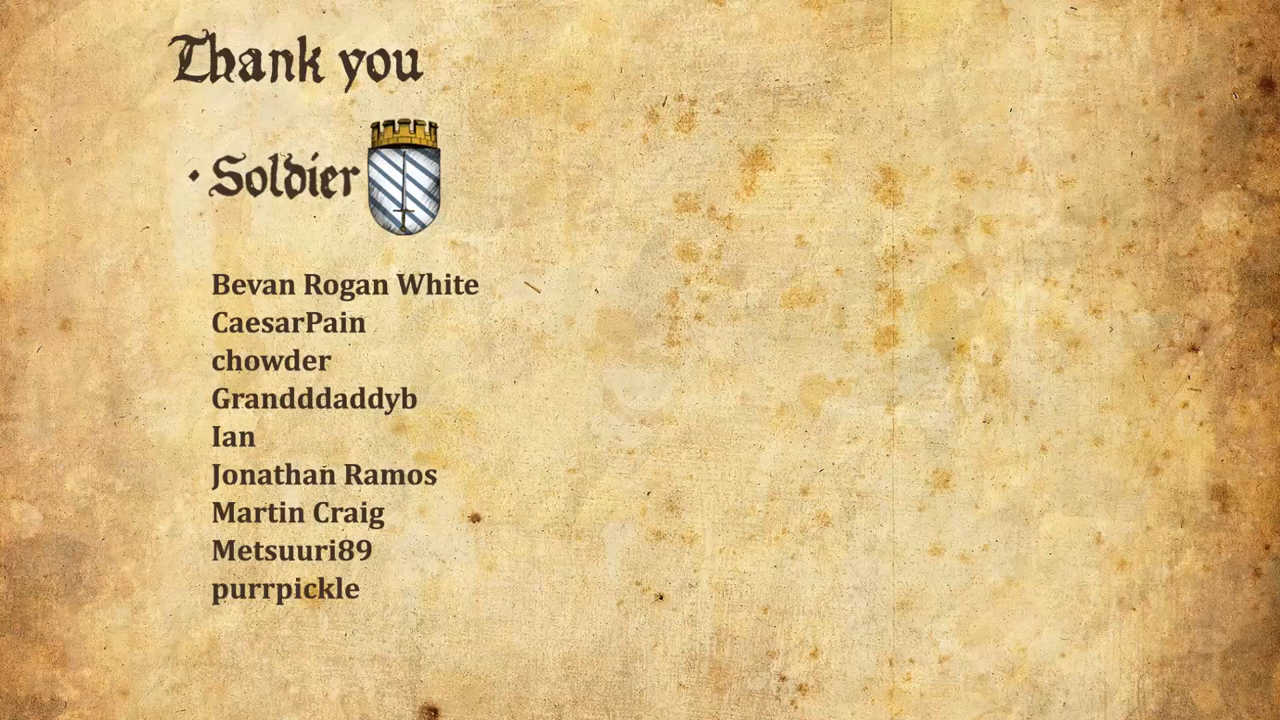 Thank you
• Soldier
Bevan Rogan White
CaesarPain
chowder
Grandddaddyb
Ian
Jonathan Ramos
Martin Craig
Metsuuri89
purrpickle